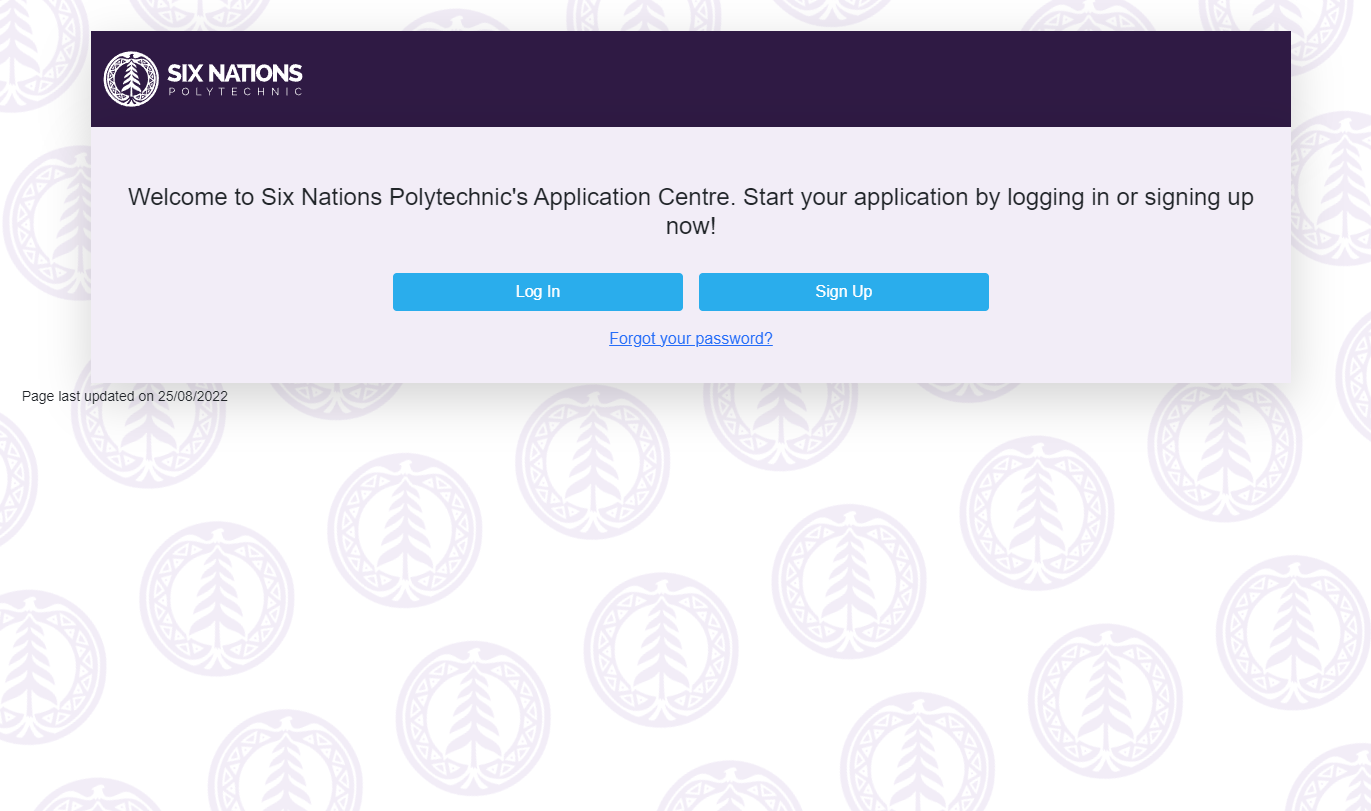 SIX NATIONS
POLYTECHNIC
Welcome to Six Nations Polytechnic's Application Centre. Start your application by logging in or signing up
now!
Log In
Sign Up
Forgot your password?
Page last updated on 25/08/2022